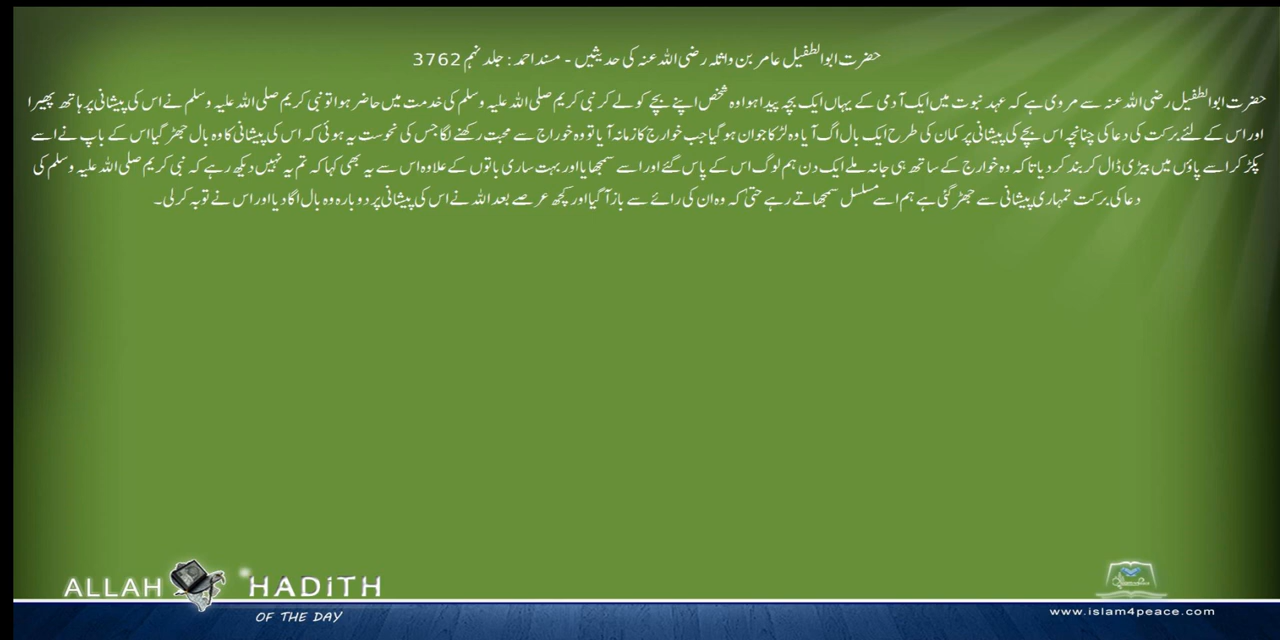 حضرت ابوالطفیل عامر بن واثلہ رضی اللہ عنہ کی حدیثیں - مسند احمد : جلد نہم 3762
حضرت ابوالطفیل رضی اللہ عنہ سے مروی ہے کہ عہد نبوت میں ایک آدمی کے یہاں ایک بچہ پیدا ہوا وہ شخص اپنے بچے کو لے کر نبی کریم صلی اللہ علیہ وسلم کی خدمت میں حاضر ہوا تو نبی کریم صلی اللہ علیہ وسلم نے اس کی پیشانی پر ہاتھ پھیرا
اور اس کے لئے برکت کی دعا کی چنانچہ اس بچے کی پیشانی پر کمان کی طرح ایک بال اگ آیا وہ لڑکا جوان ہو گیا جب خوارج کا زمانہ آیا تو وہ خوراج سے محبت رکھنے لگا جس کی نحوست یہ ہوئی کہ اس کی پیشانی کا وہ بال جھڑ گیا اس کے باپ نے اسے
پکڑ کر اسے پاؤں میں بیڑی ڈال کر بند کر دیا تاکہ وہ خوارج کے ساتھ ہی جا نہ ملے ایک دن ہم لوگ اس کے پاس گئے اور اسے سمجھایا اور بہت ساری باتوں کے علاوہ اس سے یہ بھی کہا کہ تم یہ نہیں دیکھ رہے کہ نبی کریم صلی اللہ علیہ وسلم کی
دعا کی برکت تمہاری پیشانی سے جھڑ گئی ہے ہم اسے مسلسل سمجھاتے رہے حتیٰ کہ وہ ان کی رائے سے باز آگیا اور کچھ عرصے بعد اللہ نے اس کی پیشانی پر دوبارہ وہ بال اگا دیا اور اس نے توبہ کر لی۔
ALLAH HADITH
OF THE DAY
www.islam4peace.com